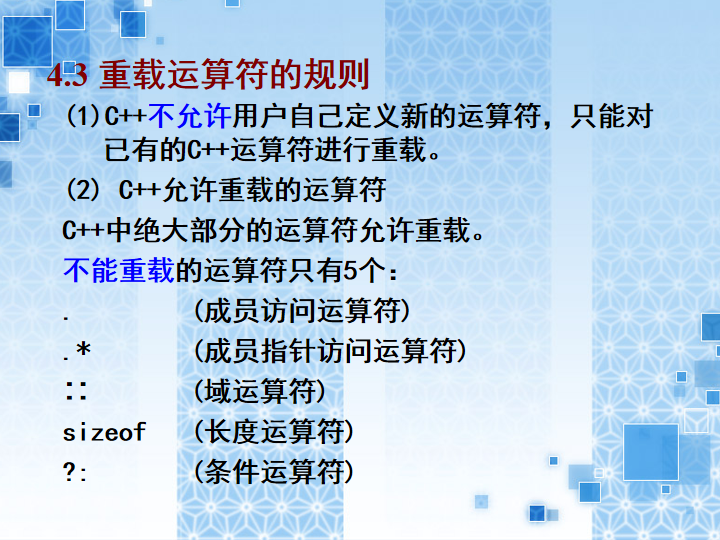 4.3 重载运算符的规则
(1)C++不允许用户自己定义新的运算符，只能对
已有的C++运算符进行重载。
(2) C++允许重载的运算符
C++中绝大部分的运算符允许重载。
不能重载的运算符只有5个：
. (成员访问运算符)
.* (成员指针访问运算符)
:: (域运算符)
sizeof (长度运算符)
?: (条件运算符)